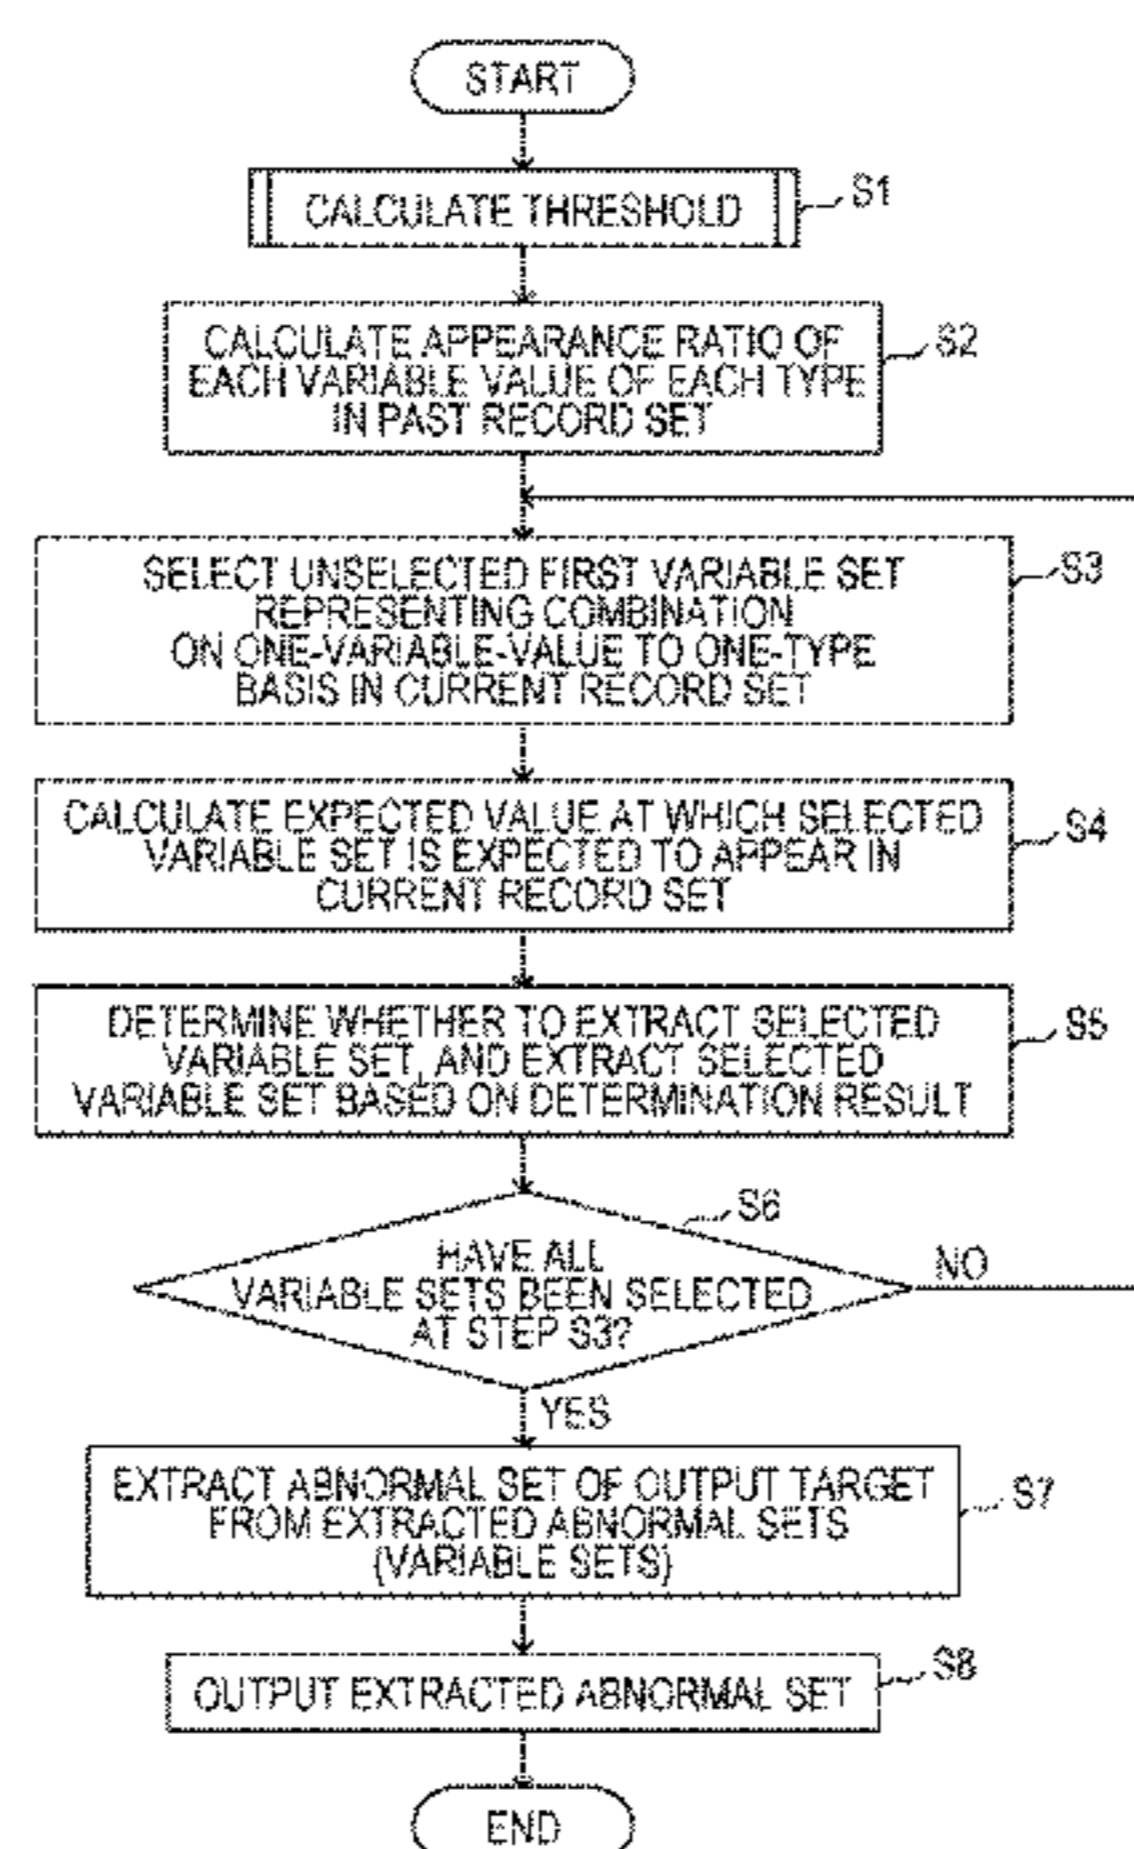 START
CALCULATE THRESHOLD
S1
CALCULATE APPEARANCE RATIO OF
EACH VARIABLE VALUE OF EACH TYPE
IN PAST RECORD SET
S2
SELECT UNSELECTED FIRST VARIABLE SET
REPRESENTING COMBINATION
ON ONE-VARIABLE-VALUE TO ONE-TYPE
BASIS IN CURRENT RECORD SET
S3
CALCULATE EXPECTED VALUE AT WHICH SELECTED
VARIABLE SET IS EXPECTED TO APPEAR IN
CURRENT RECORD SET
S4
DETERMINE WHETHER TO EXTRACT SELECTED
VARIABLE SET, AND EXTRACT SELECTED
VARIABLE SET BASED ON DETERMINATION RESULT
S5
S6
HAVE ALL
VARIABLE SETS BEEN SELECTED
AT STEP S3?
NO
YES
EXTRACT ABNORMAL SET OF OUTPUT TARGET
FROM EXTRACTED ABNORMAL SETS
(VARIABLE SETS)
S7
OUTPUT EXTRACTED ABNORMAL SET
S8
END